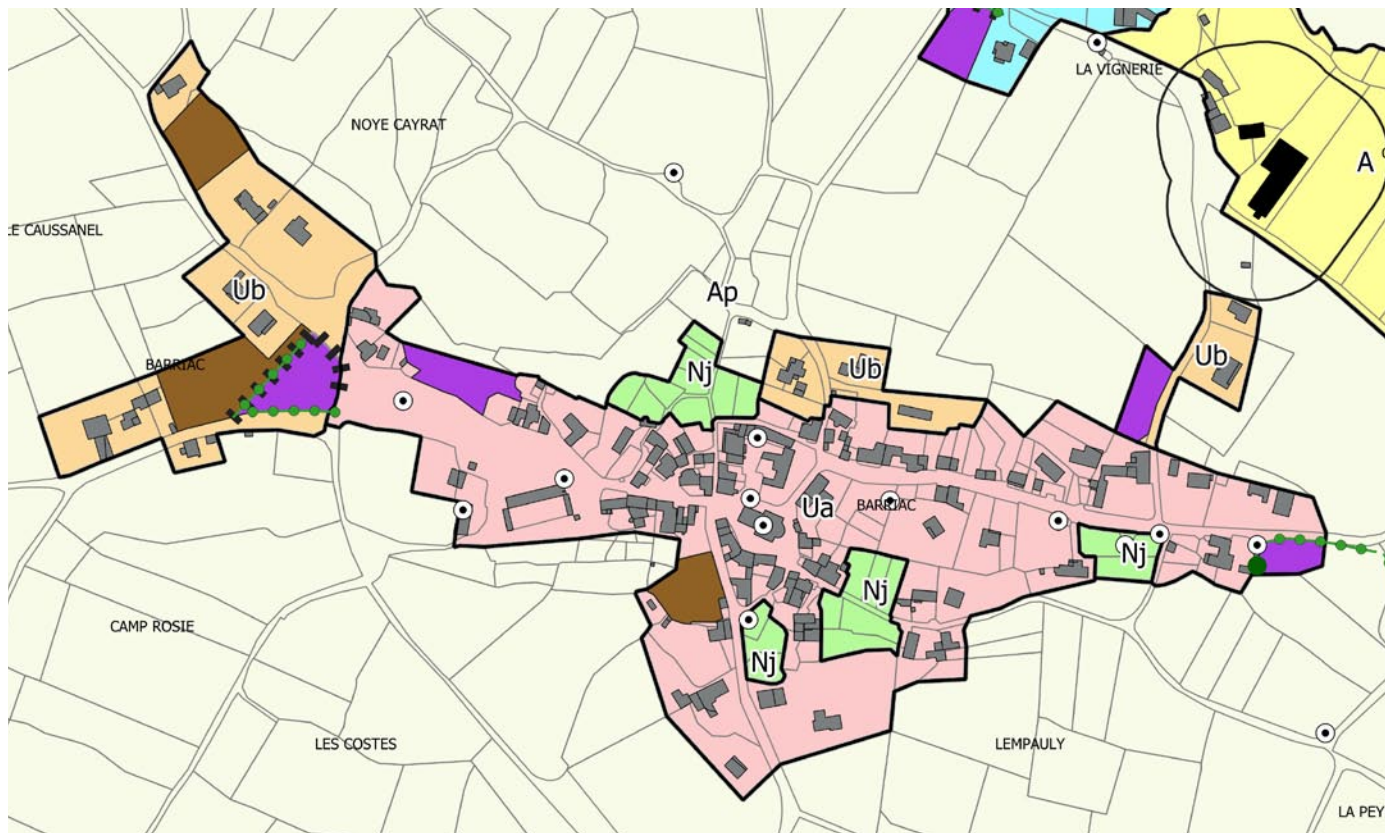 LA VIGNERIE
NOYE CAYRAT
A
LE CAUSSANEL
Ub
Ap
BARRIAC
Nj
Ub
Ub
Ua
BARRIAC
Nj
Nj
Nj
CAMP ROSIE
LES COSTES
LEMPAULY
LA PEY